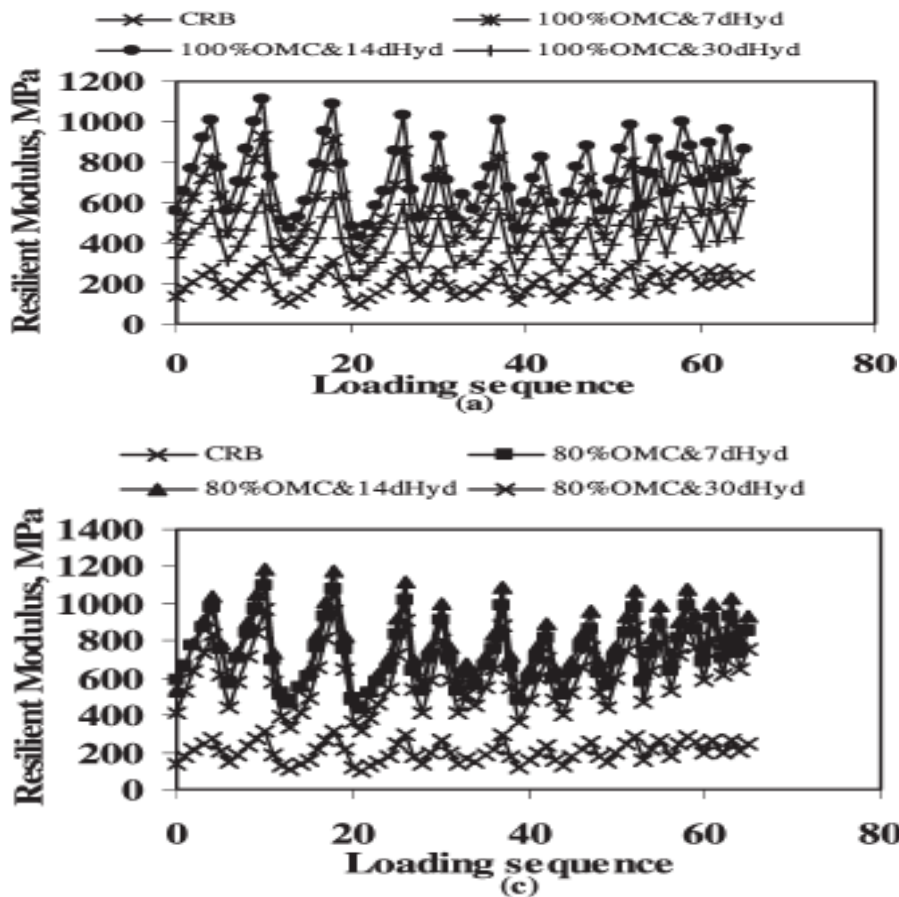 CRB 100%OMC&7dHyd
100%OMC&14dHyd 100%OMC&30dHyd
Resilient Modulus, MPa
1200
1000
800
600
400
200
0
0 20 40 60 80
Loading sequence
(a)
CRB 80%OMC&7dHyd
80%OMC&14dHyd 80%OMC&30dHyd
Resilient Modulus, MPa
1400
1200
1000
800
600
400
200
0
0 20 40 60 80
Loading sequence
(c)